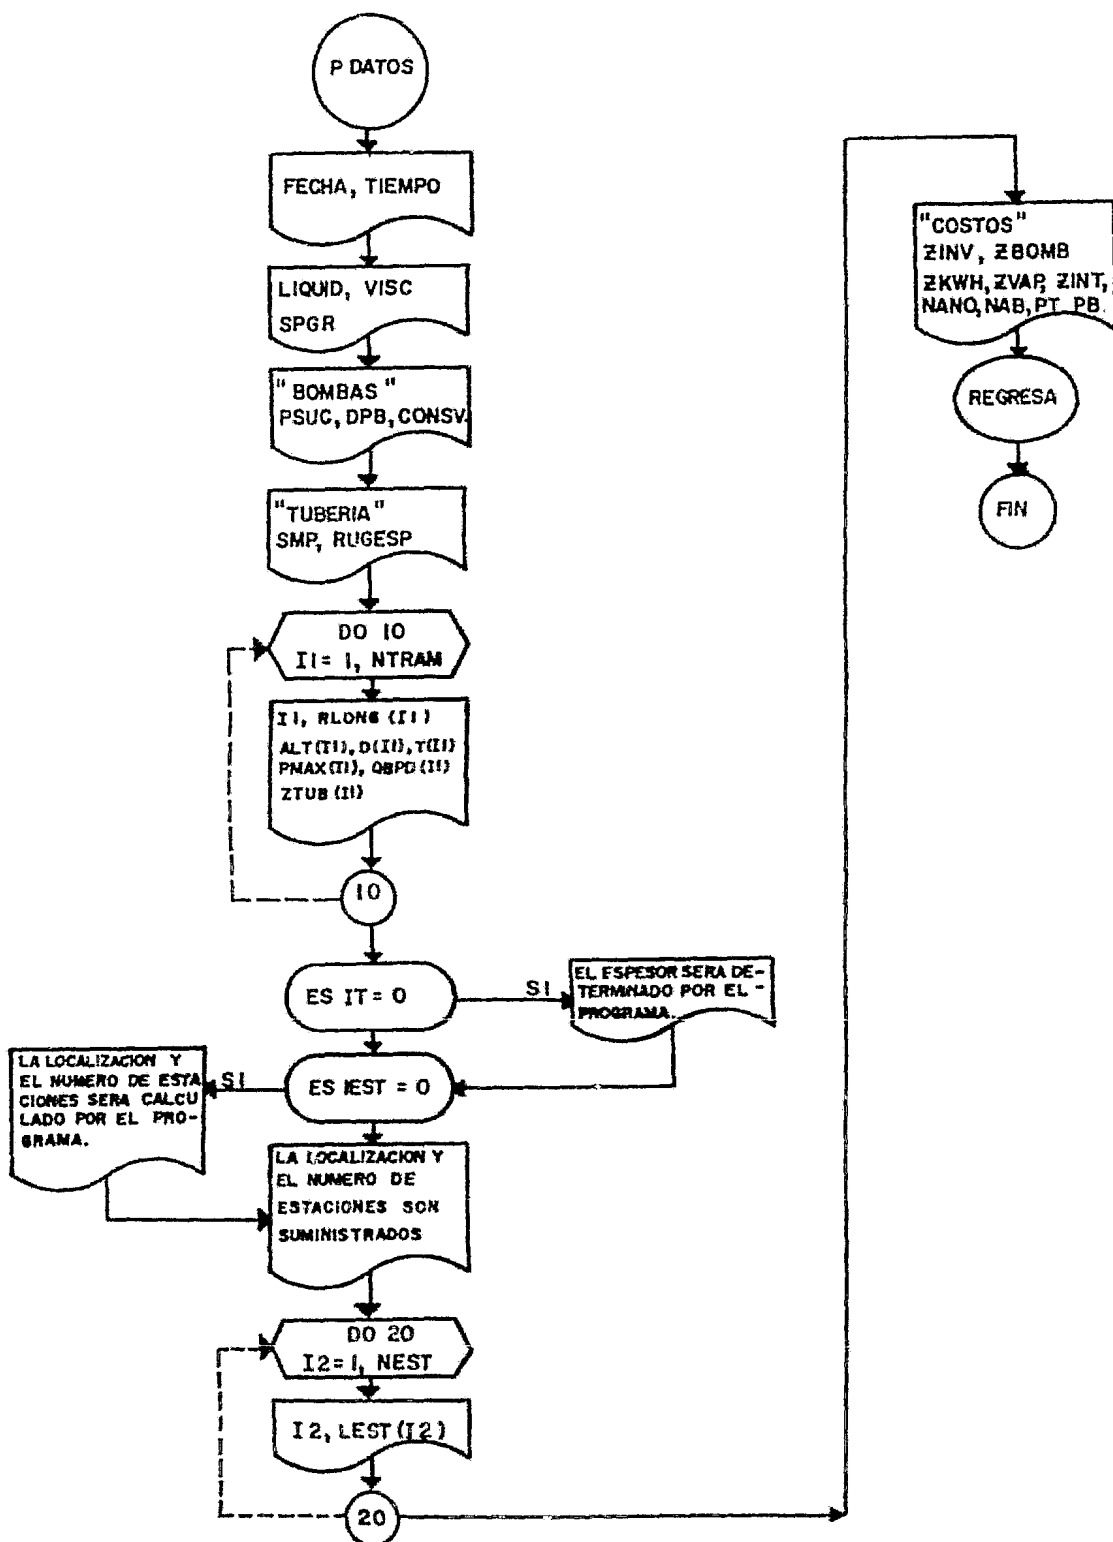 P DATOS
FECHA, TIEMPO
LIQUID, VISC
SPGR
"BOMBAS"
PSUC, DPB, CONSV.
"TUBERIA"
SMP, RUGESP
DO 10
I1= 1, NTRAM
I1, RLONG (I1)
ALT(I1), D(I1), T(I1)
PMAX(I1), QBPD(I1)
ZTUB (I1)
10
ES IT = 0
SI
EL ESPESOR SERA DE-
TERMINADO POR EL -
PROGRAMA.
ES IEST = 0
SI
LA LOCALIZACION Y
EL NUMERO DE ESTA
CIONES SERA CALCU
LADO POR EL PRO-
GRAMA.
LA LOCALIZACION Y
EL NUMERO DE
ESTACIONES SON
SUMINISTRADOS
DO 20
I2=1, NEST
I2, LEST (I2)
20
"COSTOS"
ZINV, ZBOMB
ZKWH, ZVAP, ZINT,
NANO, NAB, PT, PB.
REGRESA
FIN